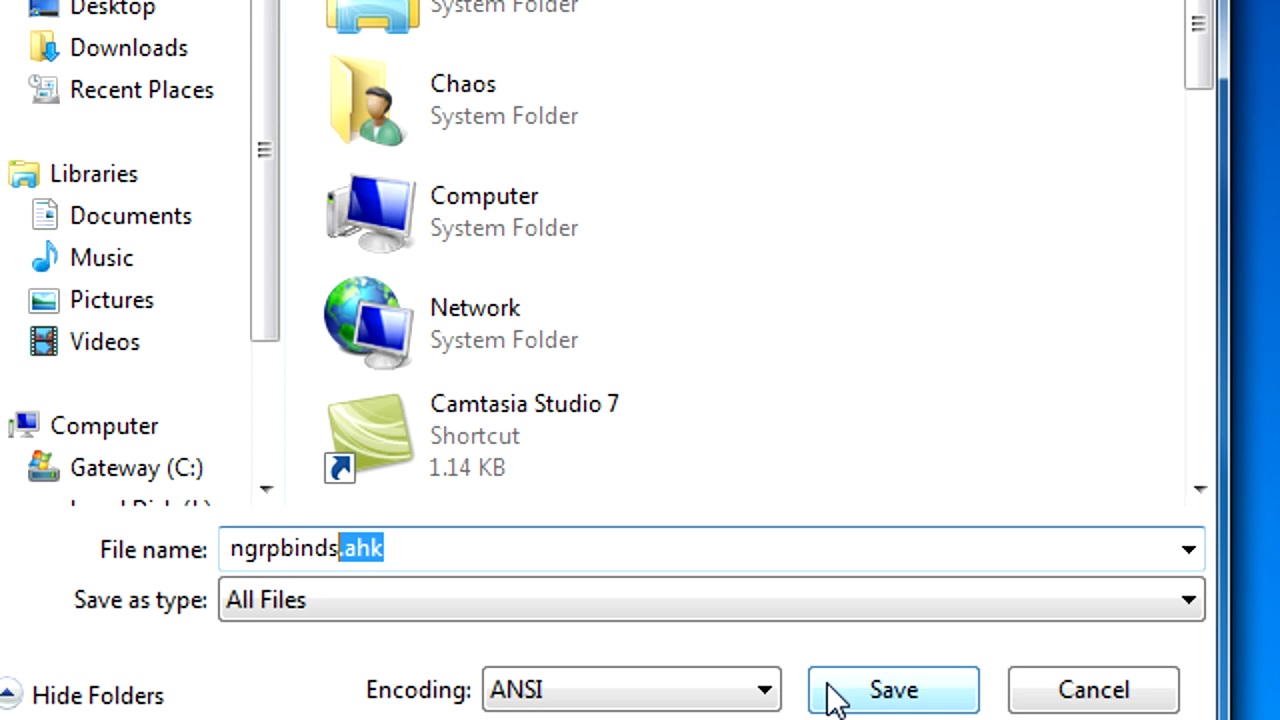 Desktop
Downloads
Recent Places
Libraries
Documents
Music
Pictures
Videos
Computer
Gateway (C:)
System Folder
Chaos
System Folder
Computer
System Folder
Network
System Folder
Camtasia Studio 7
Shortcut
1.14 KB
File name: ngrpbinds.ahk
Save as type: All Files
Hide Folders
Encoding: ANSI
Save
Cancel